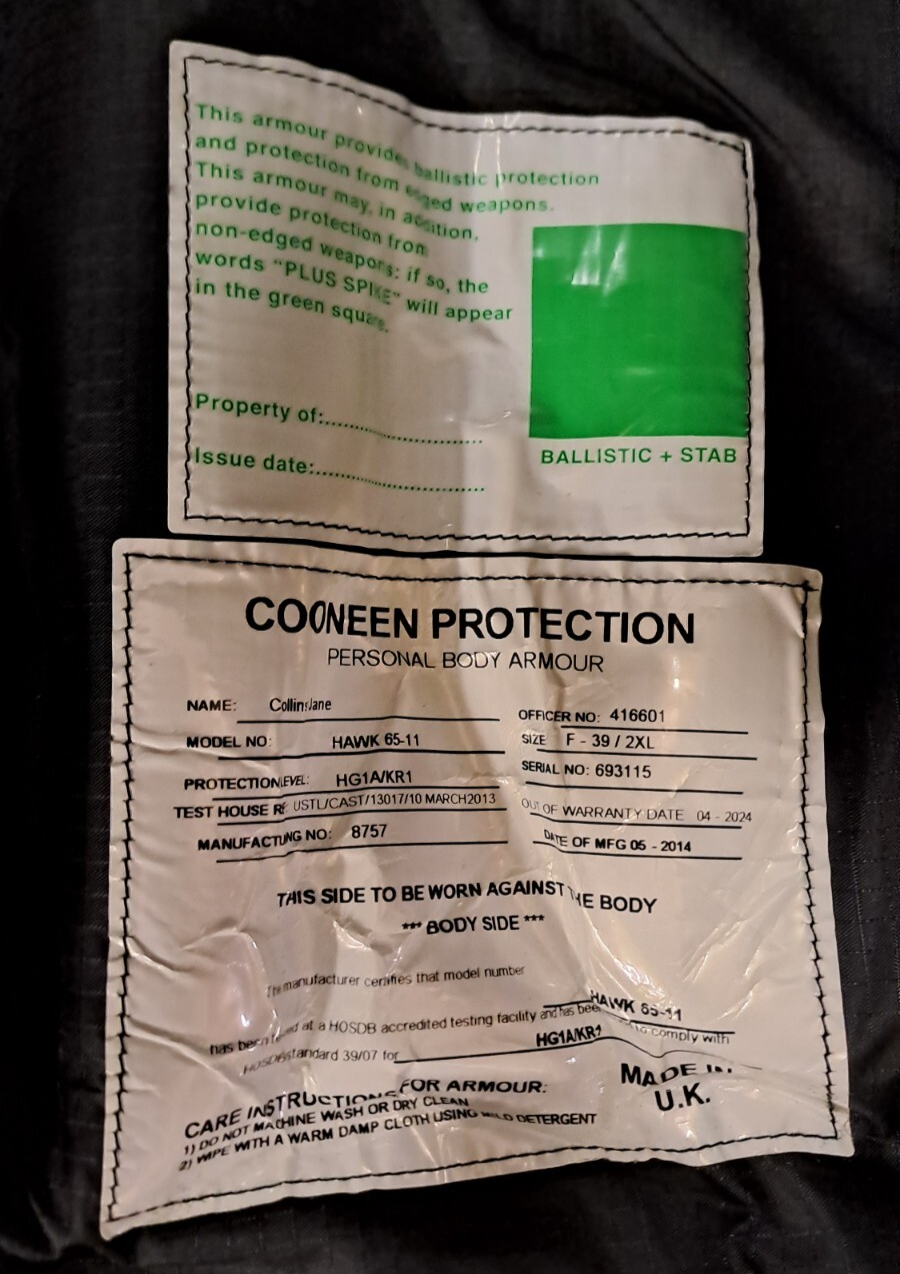 This armour provides ballistic protection
and protection from edged weapons.
This armour may, in addition,
provide protection from
non-edged weapons: if so, the
words "PLUS SPIKE" will appear
in the green square.
Property of:
Issue date:
BALLISTIC + STAB
COONEEN PROTECTION
PERSONAL BODY ARMOUR
NAME: Collins Jane
OFFICER NO: 416601
MODEL NO: HAWK 65-11
SIZE F - 39 / 2XL
PROTECTION LEVEL: HG1A/KR1
SERIAL NO: 693115
TEST HOUSE USTL/CAST/13017/10 MARCH2013
OUT OF WARRANTY DATE 04 - 2024
MANUFACTUNG NO: 8757
DATE OF MFG 05 - 2014
THIS SIDE TO BE WORN AGAINST THE BODY
*** BODY SIDE ***
The manufacturer certifies that model number
HAWK 65-11
has been tested at a HOSDB accredited testing facility and has been to comply with
HOSDB standard 39/07 for HG1A/KR1
MADE IN
U.K.
CARE INSTRUCTIONS FOR ARMOUR:
1) DO NOT MACHINE WASH OR DRY CLEAN
2) WIPE WITH A WARM DAMP CLOTH USING MILD DETERGENT